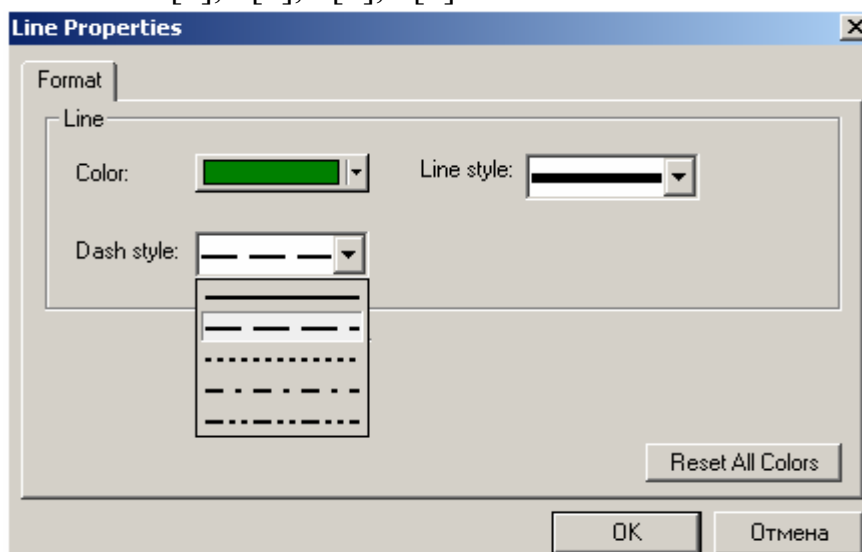 Line Properties
Format
Line
Color:
Line style:
Dash style:
Reset All Colors
OK
Отмена